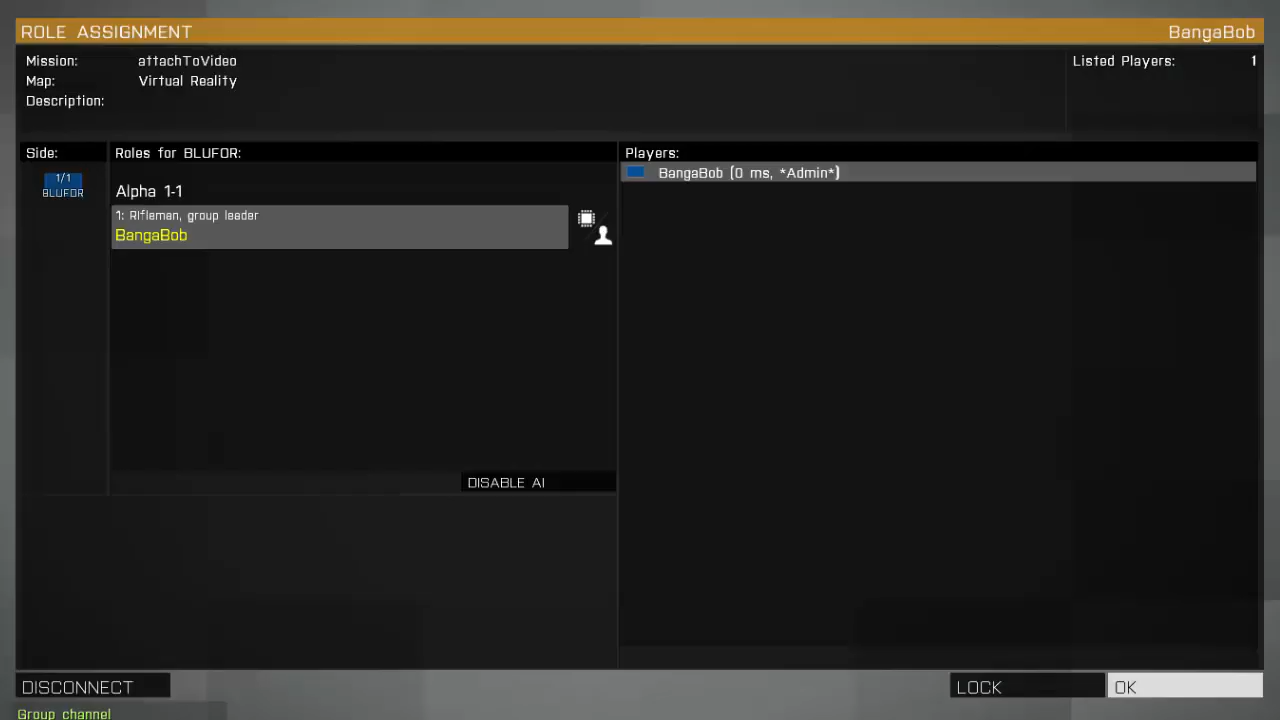 ROLE ASSIGNMENT
BangaBob
Mission: attachToVideo
Listed Players: 1
Map: Virtual Reality
Description:
Side:
Roles for BLUFOR:
Players:
1/1
BLUFOR
BangaBob (0 ms, *Admin*)
Alpha 1-1
1: Rifleman, group leader
BangaBob
DISABLE AI
DISCONNECT
LOCK
OK
Group channel